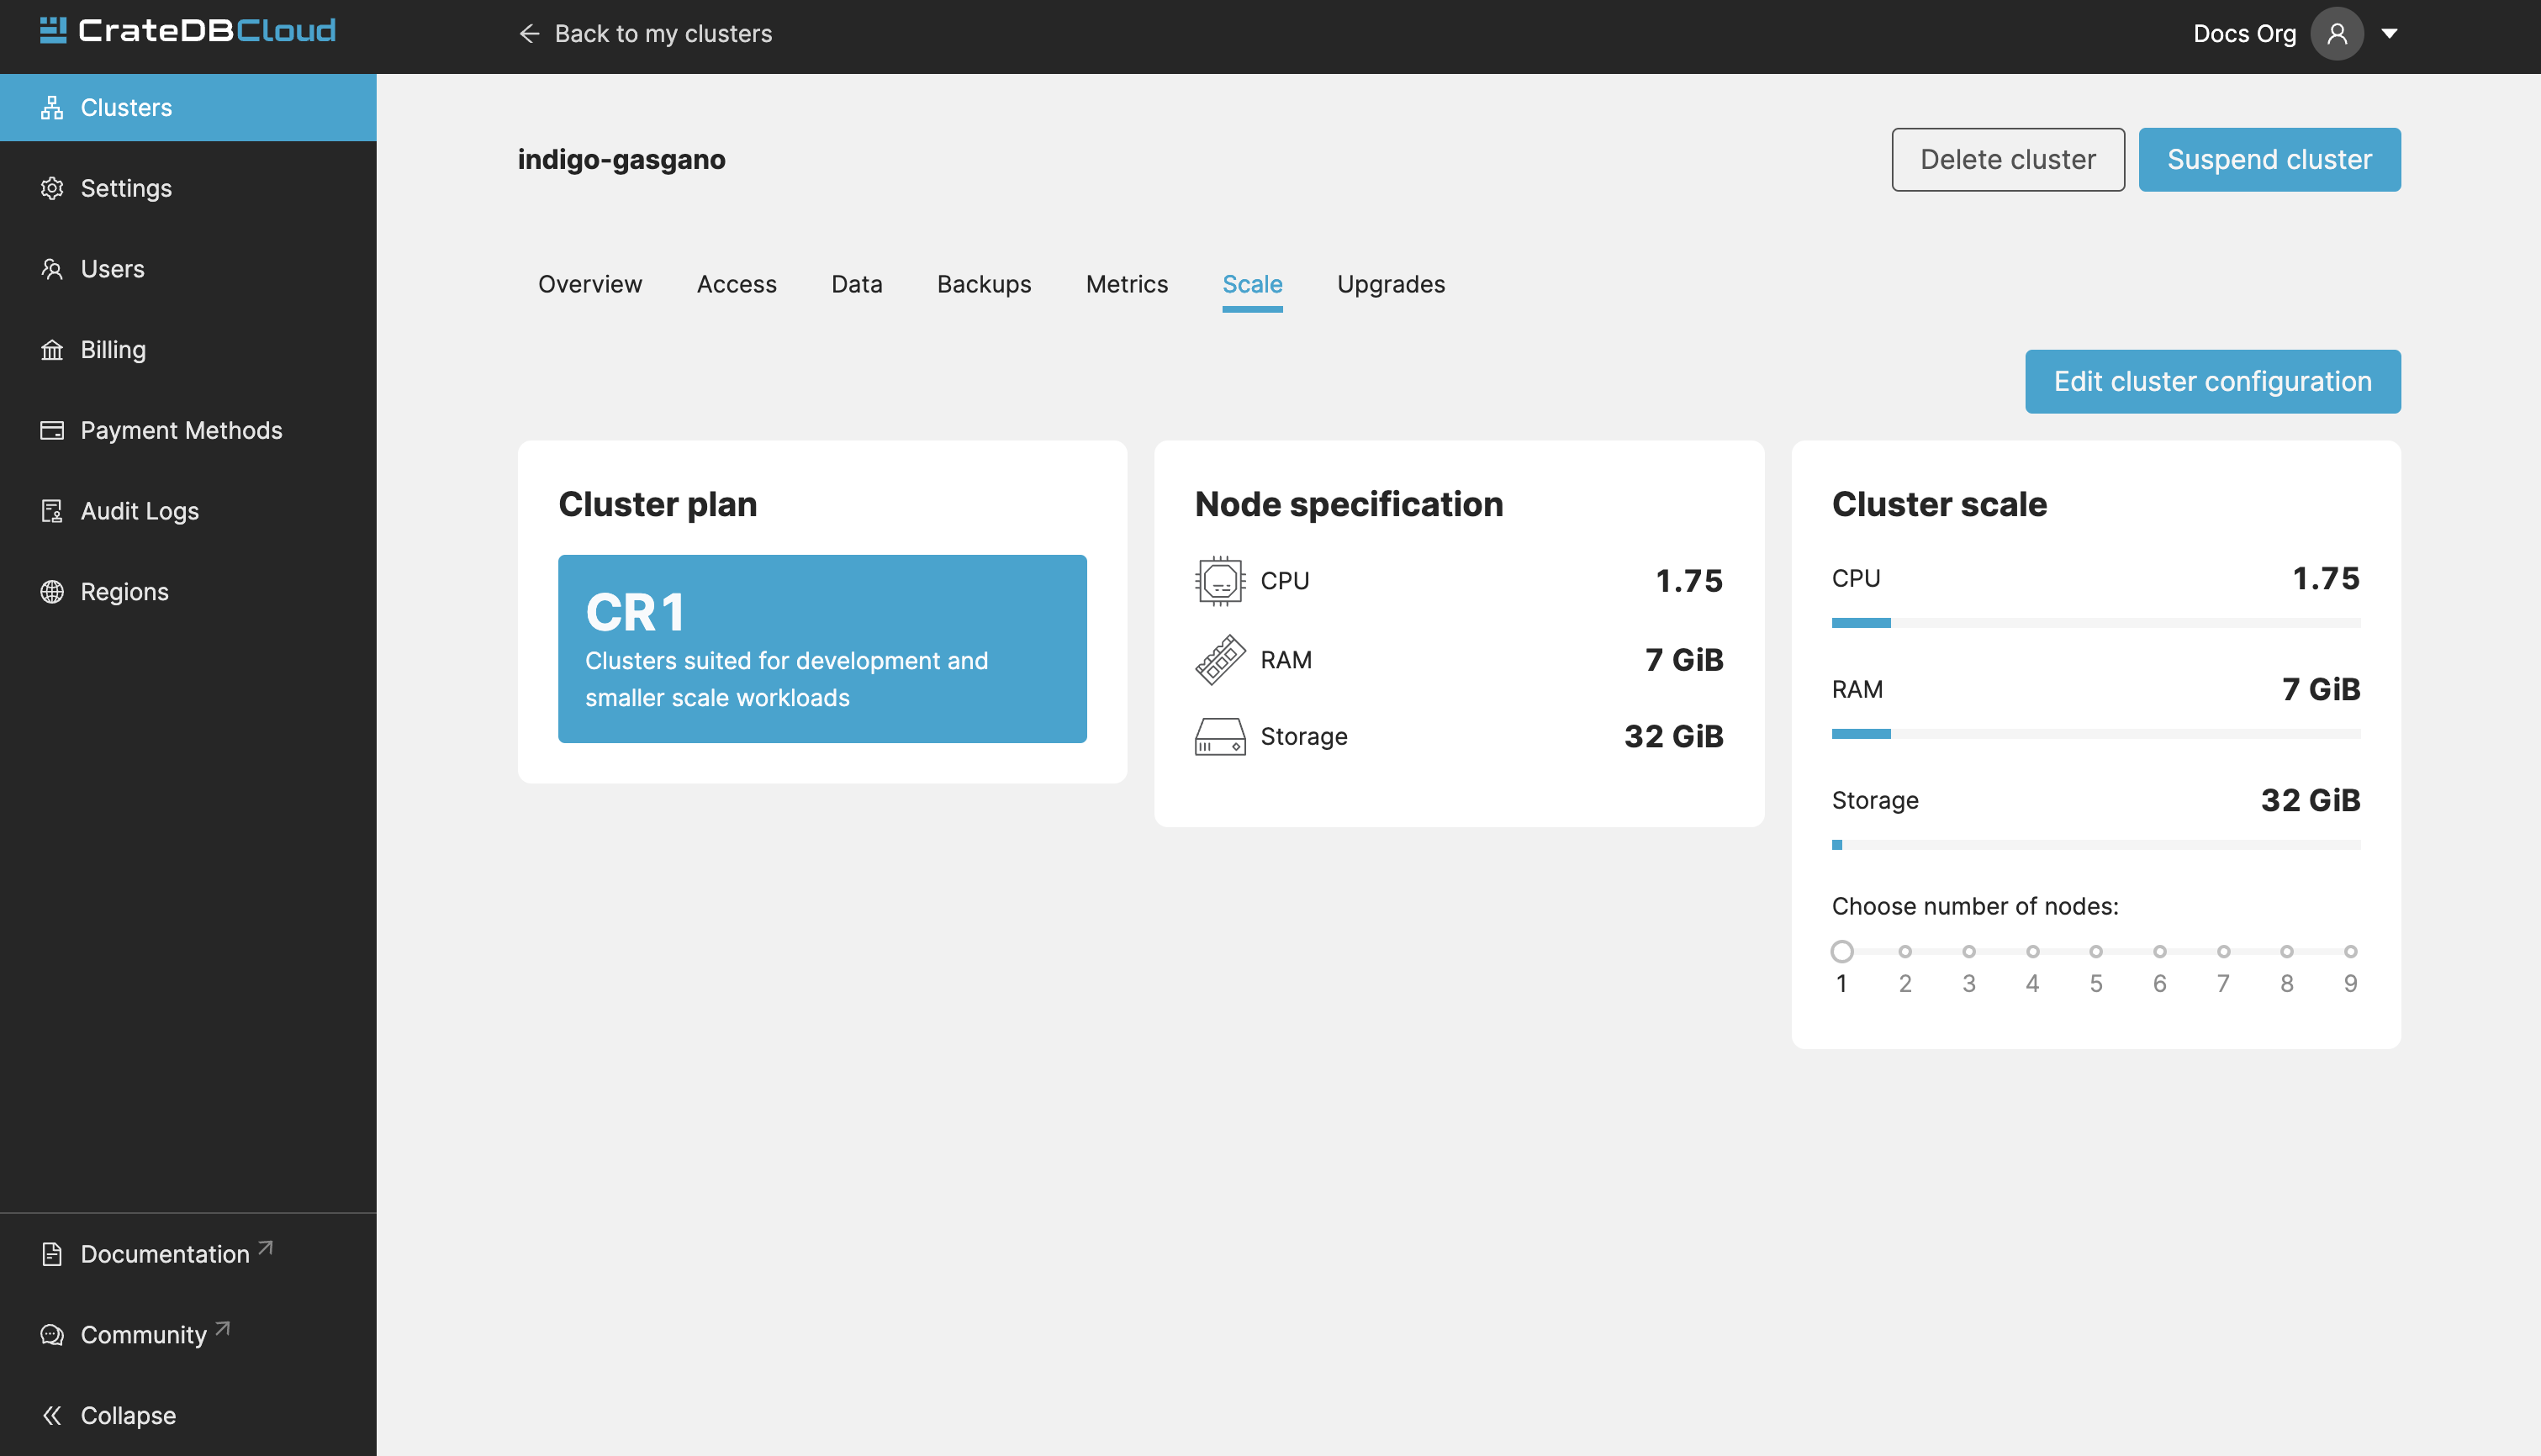 CrateDBCloud
Back to my clusters
Docs Org
Clusters
Settings
Users
Billing
Payment Methods
Audit Logs
Regions
Documentation
Community
Collapse
indigo-gasgano
Delete cluster
Suspend cluster
Overview Access Data Backups Metrics Scale Upgrades
Edit cluster configuration
Cluster plan
CR1
Clusters suited for development and
smaller scale workloads
Node specification
CPU 1.75
RAM 7 GiB
Storage 32 GiB
Cluster scale
CPU 1.75
RAM 7 GiB
Storage 32 GiB
Choose number of nodes:
1 2 3 4 5 6 7 8 9